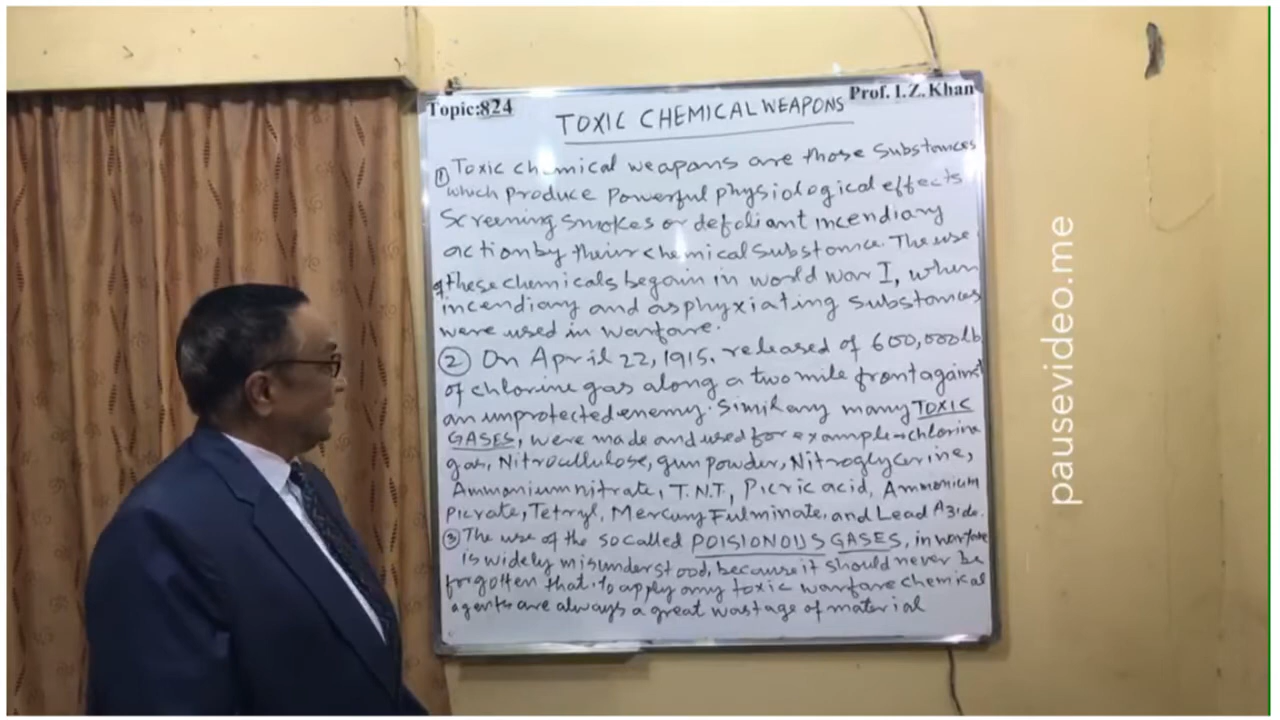 Topic:824
Prof. I.Z. Khan
TOXIC CHEMICAL WEAPONS
① Toxic chemical weapons are those Substances
which produce Powerful physiological effects
Screening smokes or defoliant incendiary
action by their chemical substance. The use
of these chemicals begain in world war I, when
incendiary and asphyxiating substances
were used in warfare.
② On April 22, 1915. released of 600,000 lb
of chlorine gas along a two mile front against
an unprotected enemy. Similary many TOXIC
GASES, were made and used for example → chlorine
gas, Nitrocullulose, gun powder, Nitroglycerine,
Ammonium nitrate, T.N.T., Picric acid, Ammonium
Picrate, Tetryl, Mercury Fulminate, and Lead Azide.
③ The use of the socalled POISIONOUS GASES, in warfare
is widely misunderstood, because it should never be
forgotten that. to apply any toxic warfare chemical
agents are always a great wastage of material
pausevideo.me